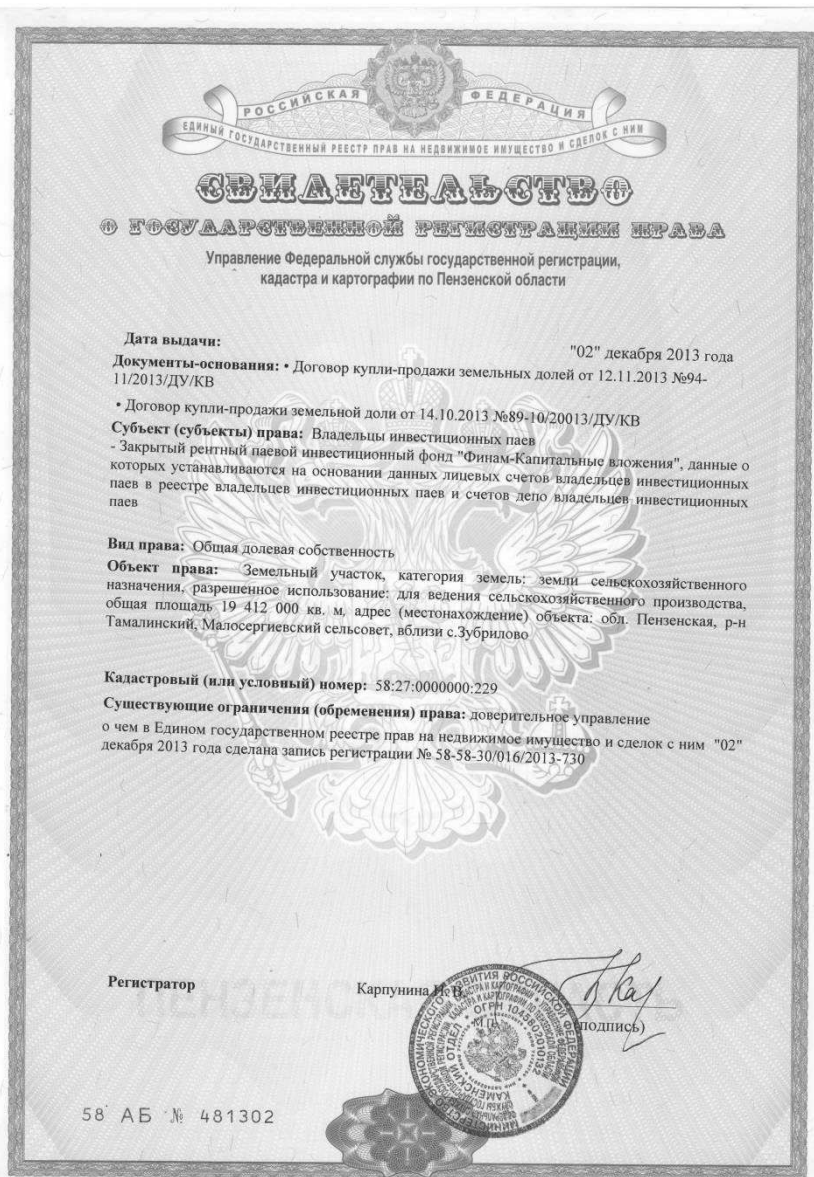 РОССИЙСКАЯ ФЕДЕРАЦИЯ
ЕДИНЫЙ ГОСУДАРСТВЕННЫЙ РЕЕСТР ПРАВ НА НЕДВИЖИМОЕ ИМУЩЕСТВО И СДЕЛОК С НИМ
СВИДЕТЕЛЬСТВО
О ГОСУДАРСТВЕННОЙ РЕГИСТРАЦИИ ПРАВА
Управление Федеральной службы государственной регистрации,
кадастра и картографии по Пензенской области
Дата выдачи: "02" декабря 2013 года
Документы-основания: • Договор купли-продажи земельных долей от 12.11.2013 №94-
11/2013/ДУ/КВ
• Договор купли-продажи земельной доли от 14.10.2013 №89-10/20013/ДУ/КВ
Субъект (субъекты) права: Владельцы инвестиционных паев
- Закрытый рентный паевой инвестиционный фонд "Финам-Капитальные вложения", данные о
которых устанавливаются на основании данных лицевых счетов владельцев инвестиционных
паев в реестре владельцев инвестиционных паев и счетов депо владельцев инвестиционных
паев
Вид права: Общая долевая собственность
Объект права: Земельный участок, категория земель: земли сельскохозяйственного
назначения, разрешенное использование: для ведения сельскохозяйственного производства,
общая площадь 19 412 000 кв. м, адрес (местонахождение) объекта: обл. Пензенская, р-н
Тамалинский, Малосергиевский сельсовет, вблизи с.Зубрилово
Кадастровый (или условный) номер: 58:27:0000000:229
Существующие ограничения (обременения) права: доверительное управление
о чем в Едином государственном реестре прав на недвижимое имущество и сделок с ним "02"
декабря 2013 года сделана запись регистрации № 58-58-30/016/2013-730
Регистратор Карпунина Н. В.
(подпись)
МИНИСТЕРСТВО ЭКОНОМИЧЕСКОГО РАЗВИТИЯ РОССИЙСКОЙ ФЕДЕРАЦИИ
КАМЕНСКИЙ ОТДЕЛ
ОГРН 1045802010132
58 АБ № 481302